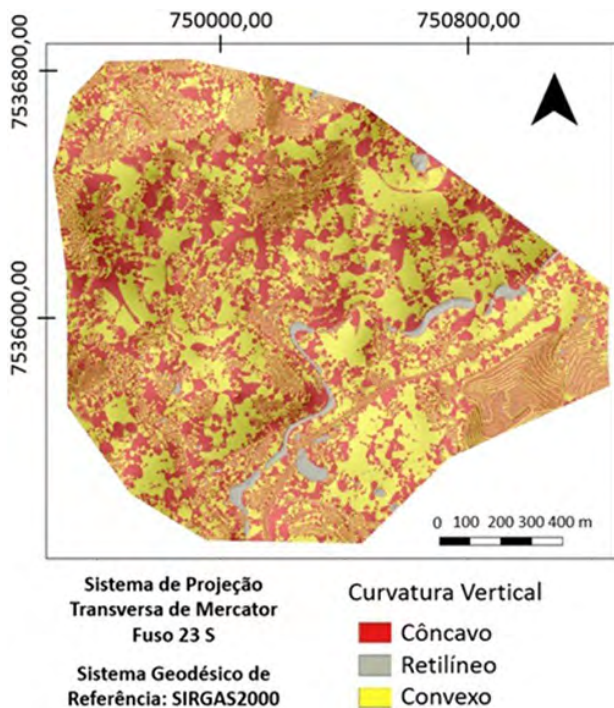 750000,00
750800,00
7536800,00
7536000,00
0 100 200 300 400 m
Sistema de Projeção
Transversa de Mercator
Fuso 23 S
Sistema Geodésico de
Referência: SIRGAS2000
Curvatura Vertical
Côncavo
Retilíneo
Convexo